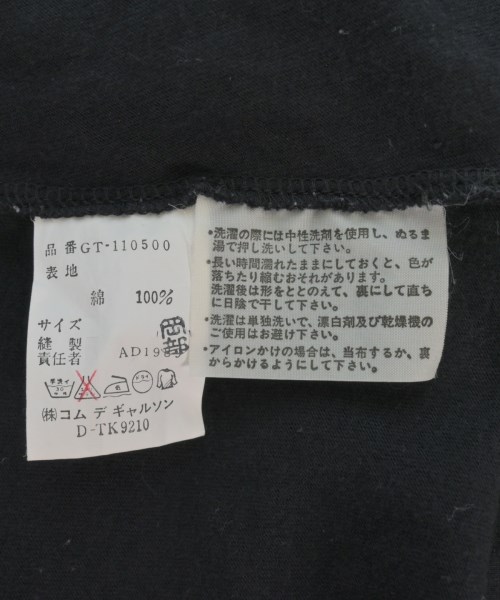 品番GT-110500
表地
綿 100%
サイズ
縫製
責任者
岡部
AD199
㈱コム デ ギャルソン
D-TK9210
・洗濯の際には中性洗剤を使用し、ぬるま
湯で押し洗いして下さい。
・長い時間濡れたままにしておくと、色が
落ちたり縮むおそれがあります。
洗濯後は形をととのえて、裏にして直ち
に日陰で干して下さい。
・洗濯は単独洗いで、漂白剤及び乾燥機の
ご使用はお避け下さい。
・アイロンかけの場合は、当布するか、裏
からかけるようにして下さい。